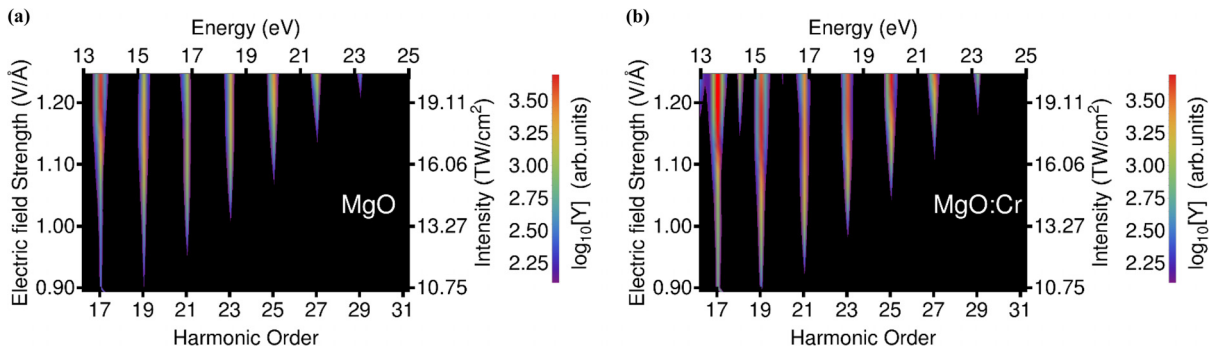 (a)
Energy (eV)
13 15 17 19 21 23 25
Electric field Strength (V/Å)
1.20
1.10
1.00
0.90
MgO
19.11
16.06
13.27
10.75
Intensity (TW/cm²)
3.50
3.25
3.00
2.75
2.50
2.25
log₁₀[Y] (arb.units)
17 19 21 23 25 27 29 31
Harmonic Order
(b)
Energy (eV)
13 15 17 19 21 23 25
Electric field Strength (V/Å)
1.20
1.10
1.00
0.90
MgO:Cr
19.11
16.06
13.27
10.75
Intensity (TW/cm²)
3.50
3.25
3.00
2.75
2.50
2.25
log₁₀[Y] (arb.units)
17 19 21 23 25 27 29 31
Harmonic Order